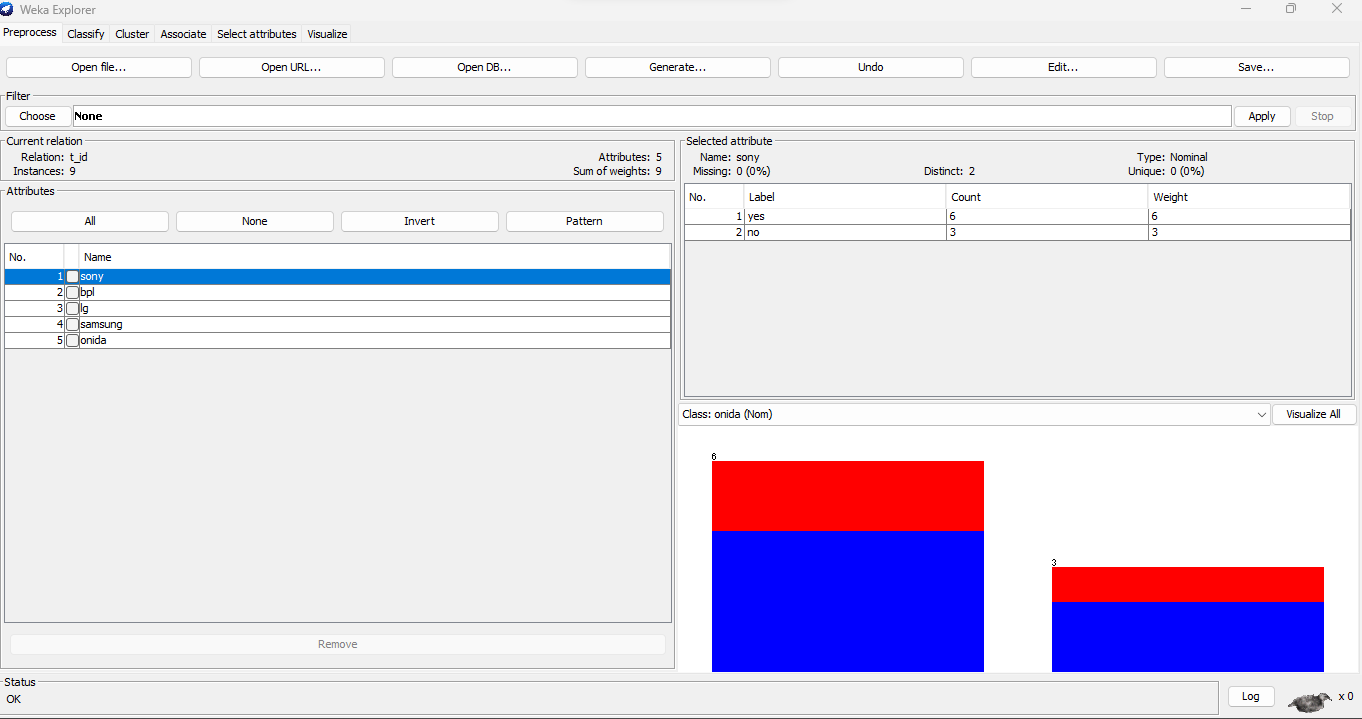 Weka Explorer
Preprocess Classify Cluster Associate Select attributes Visualize
Open file... Open URL... Open DB... Generate... Undo Edit... Save...
Filter
Choose None Apply Stop
Current relation
Relation: t_id Attributes: 5
Instances: 9 Sum of weights: 9
Attributes
All None Invert Pattern
No. Name
1 sony
2 bpl
3 lg
4 samsung
5 onida
Remove
Selected attribute
Name: sony Type: Nominal
Missing: 0 (0%) Distinct: 2 Unique: 0 (0%)
No. Label Count Weight
1 yes 6 6
2 no 3 3
Class: onida (Nom) Visualize All
6
3
Status
OK
Log x 0